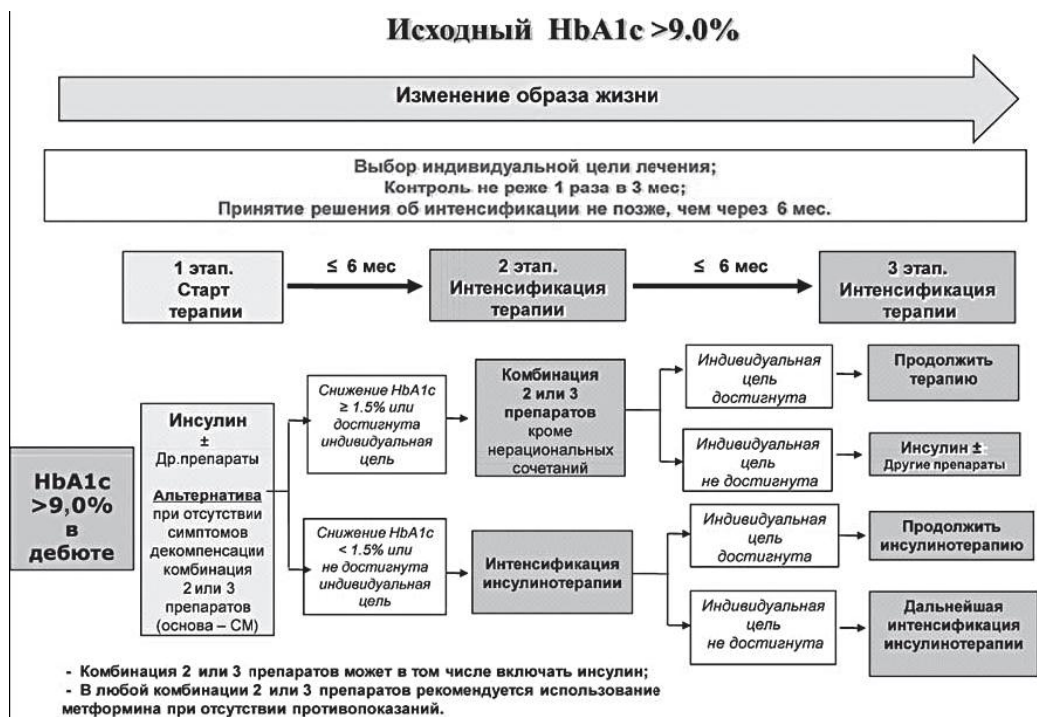 Исходный HbA1c >9.0%
Изменение образа жизни
Выбор индивидуальной цели лечения;
Контроль не реже 1 раза в 3 мес;
Принятие решения об интенсификации не позже, чем через 6 мес.
1 этап.
Старт
терапии
≤ 6 мес
2 этап.
Интенсификация
терапии
≤ 6 мес
3 этап.
Интенсификация
терапии
HbA1c
>9,0%
в
дебюте
Инсулин
±
Др.препараты
Альтернатива
при отсутствии
симптомов
декомпенсации
комбинация
2 или 3
препаратов
(основа – СМ)
Снижение HbA1c
≥ 1.5% или
достигнута
индивидуальная
цель
Комбинация
2 или 3
препаратов
кроме
нерациональных
сочетаний
Индивидуальная
цель
достигнута
Продолжить
терапию
Индивидуальная
цель
не достигнута
Инсулин ±
Другие препараты
Снижение HbA1c
< 1.5% или
не достигнута
индивидуальная
цель
Интенсификация
инсулинотерапии
Индивидуальная
цель
достигнута
Продолжить
инсулинотерапию
Индивидуальная
цель
не достигнута
Дальнейшая
интенсификация
инсулинотерапии
- Комбинация 2 или 3 препаратов может в том числе включать инсулин;
- В любой комбинации 2 или 3 препаратов рекомендуется использование
метформина при отсутствии противопоказаний.